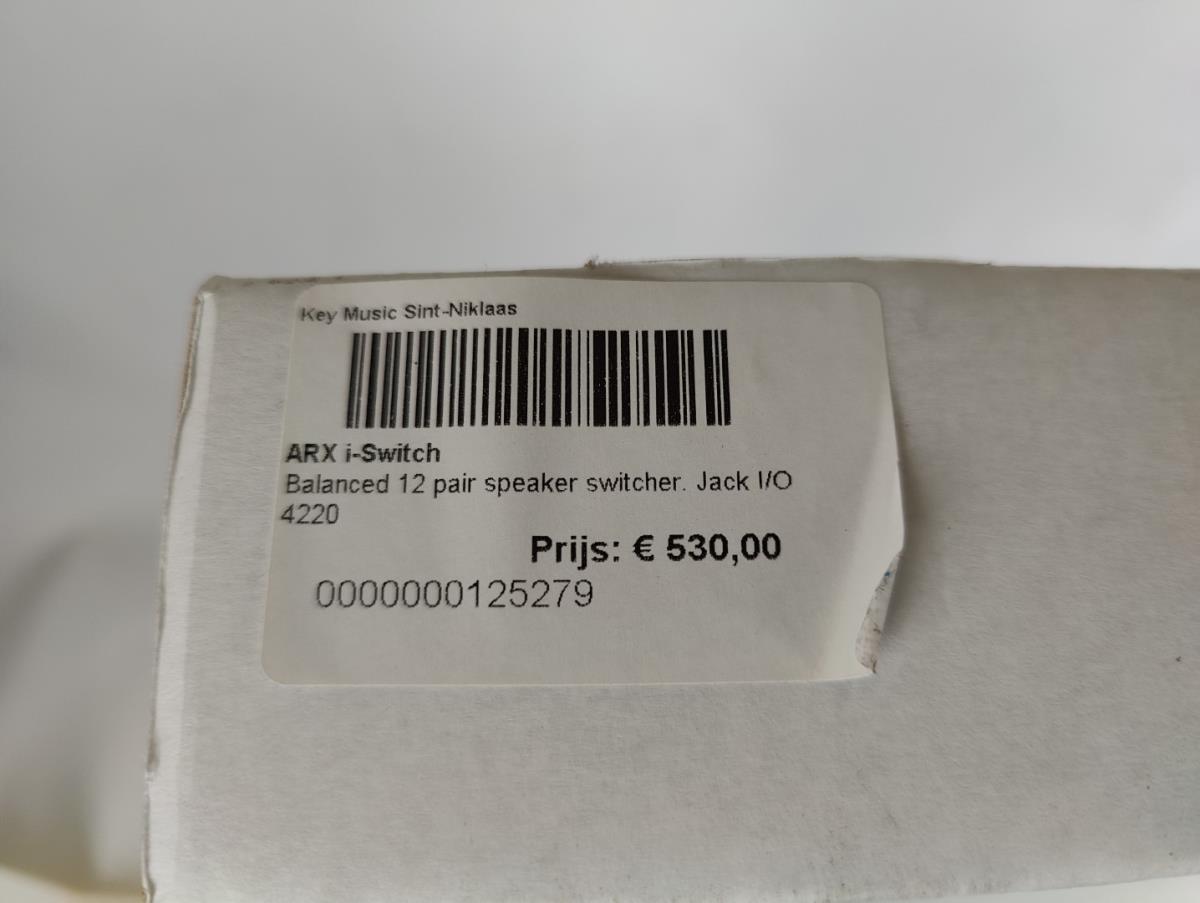 Key Music Sint-Niklaas
ARX i-Switch
Balanced 12 pair speaker switcher. Jack I/O
4220
Prijs: € 530,00
0000000125279